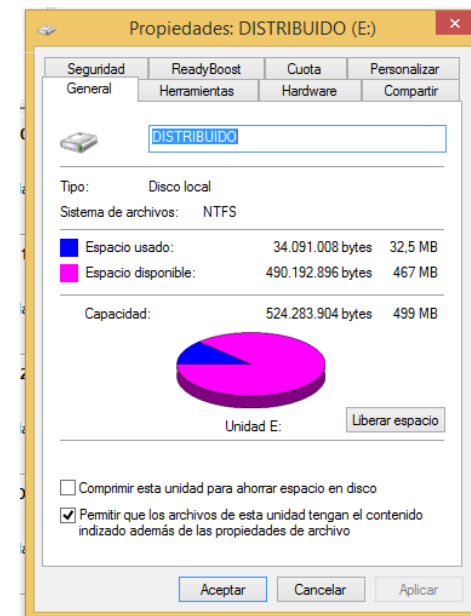 Propiedades: DISTRIBUIDO (E:)
Seguridad ReadyBoost Cuota Personalizar
General Herramientas Hardware Compartir
DISTRIBUIDO
Tipo: Disco local
Sistema de archivos: NTFS
Espacio usado: 34.091.008 bytes 32,5 MB
Espacio disponible: 490.192.896 bytes 467 MB
Capacidad: 524.283.904 bytes 499 MB
Unidad E:
Liberar espacio
Comprimir esta unidad para ahorrar espacio en disco
Permitir que los archivos de esta unidad tengan el contenido
indizado además de las propiedades de archivo
Aceptar Cancelar Aplicar